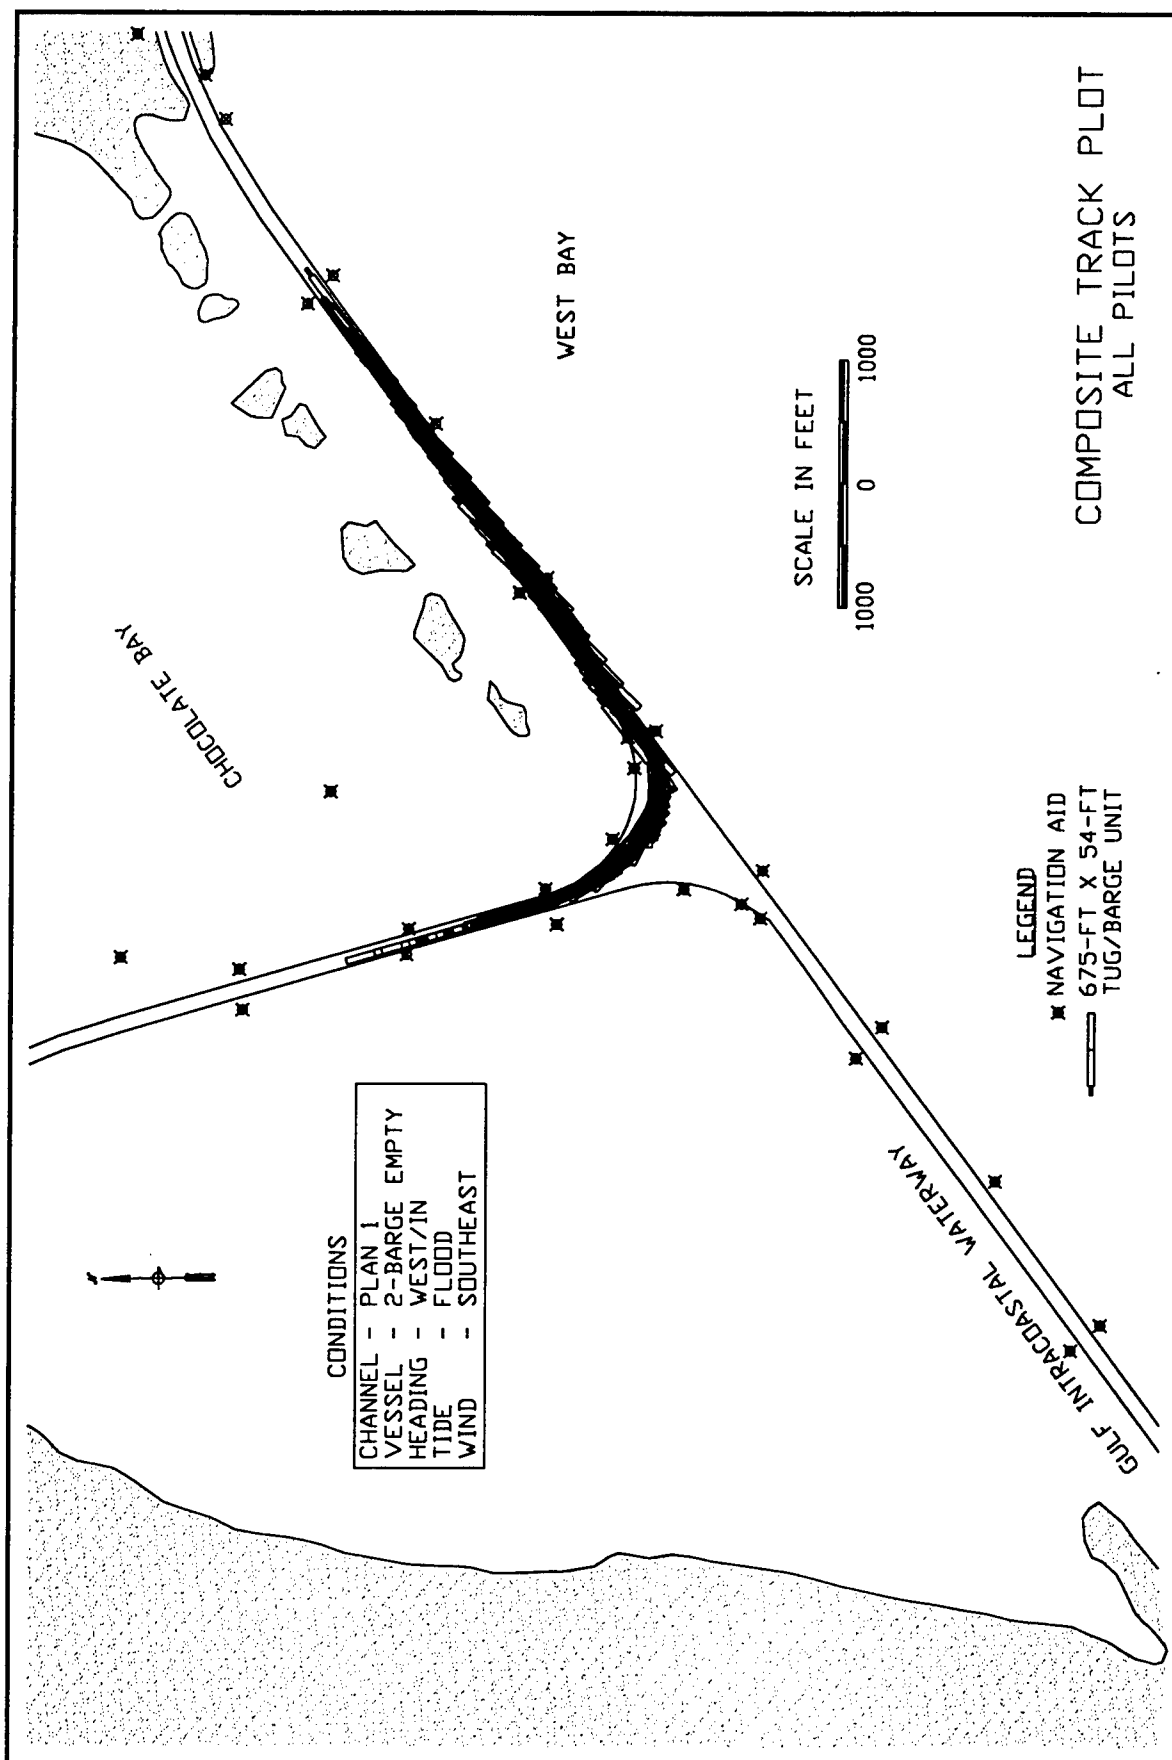 CHOCOLATE BAY
WEST BAY
GULF INTRACOASTAL WATERWAY
N
CONDITIONS
CHANNEL - PLAN 1
VESSEL - 2-BARGE EMPTY
HEADING - WEST/IN
TIDE - FLOOD
WIND - SOUTHEAST
SCALE IN FEET
1000 0 1000
LEGEND
NAVIGATION AID
675-FT X 54-FT
TUG/BARGE UNIT
COMPOSITE TRACK PLOT
ALL PILOTS